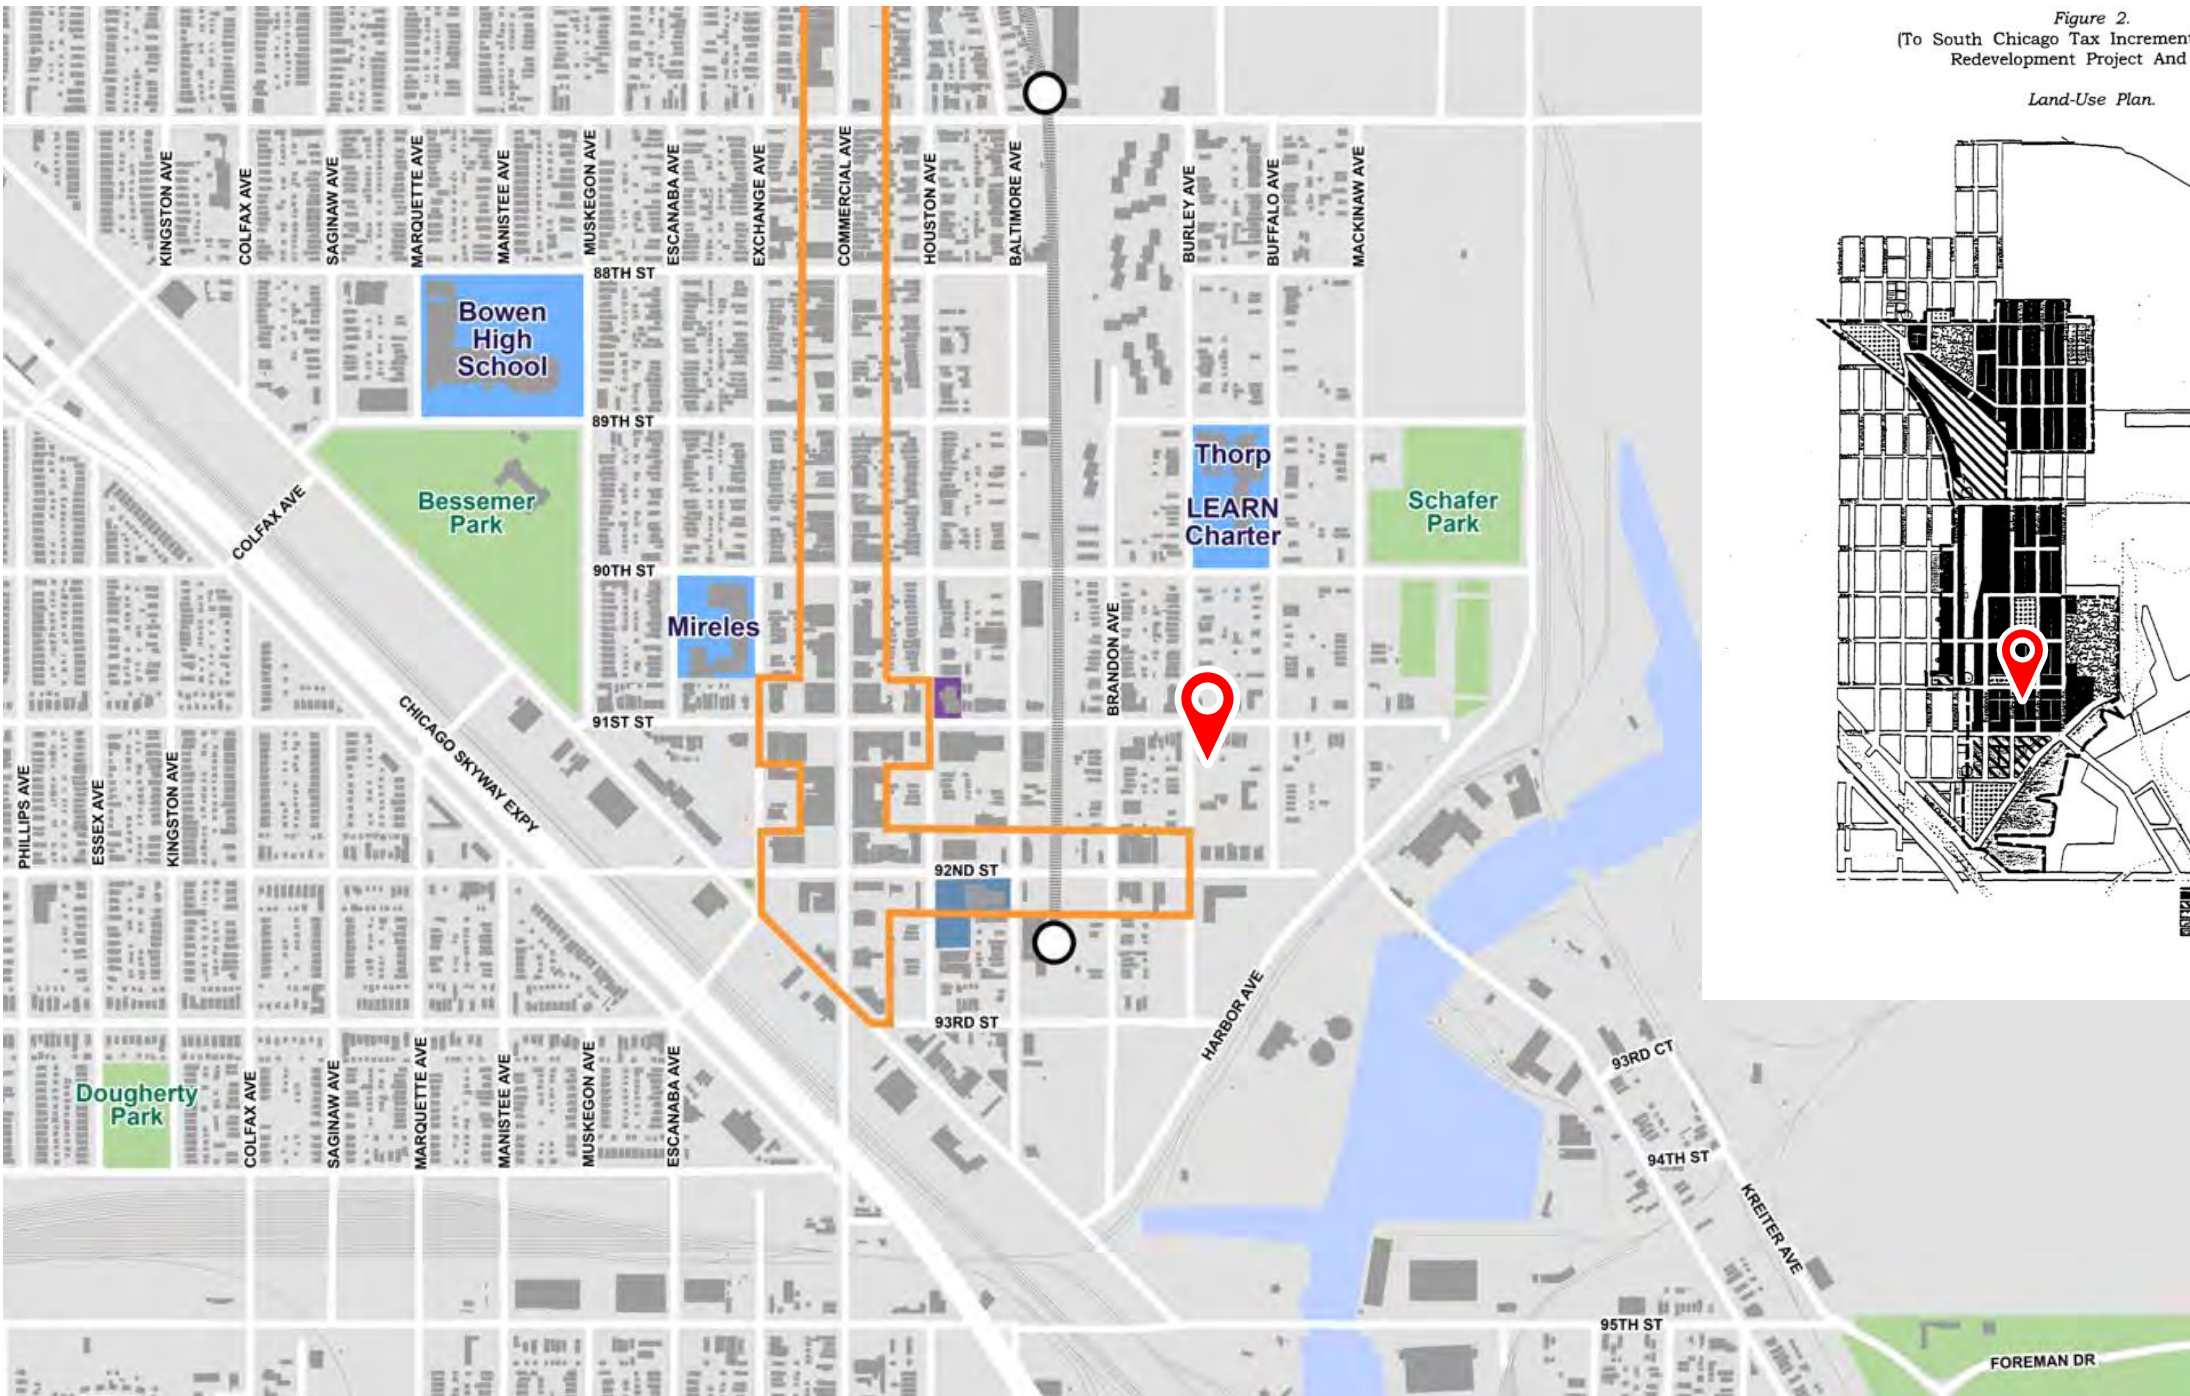 Figure 2.
(To South Chicago Tax Increment
Redevelopment Project And
Land-Use Plan.
KINGSTON AVE
COLFAX AVE
SAGINAW AVE
MARQUETTE AVE
MANISTEE AVE
MUSKEGON AVE
ESCANABA AVE
EXCHANGE AVE
COMMERCIAL AVE
HOUSTON AVE
BALTIMORE AVE
BURLEY AVE
BUFFALO AVE
MACKINAW AVE
88TH ST
Bowen
High
School
89TH ST
Thorp
LEARN
Charter
Bessemer
Park
Schafer
Park
COLFAX AVE
90TH ST
Mireles
BRANDON AVE
91ST ST
CHICAGO SKYWAY EXPY
PHILLIPS AVE
ESSEX AVE
KINGSTON AVE
92ND ST
93RD ST
HARBOR AVE
93RD CT
Dougherty
Park
COLFAX AVE
SAGINAW AVE
MARQUETTE AVE
MANISTEE AVE
MUSKEGON AVE
ESCANABA AVE
94TH ST
KREITER AVE
95TH ST
FOREMAN DR